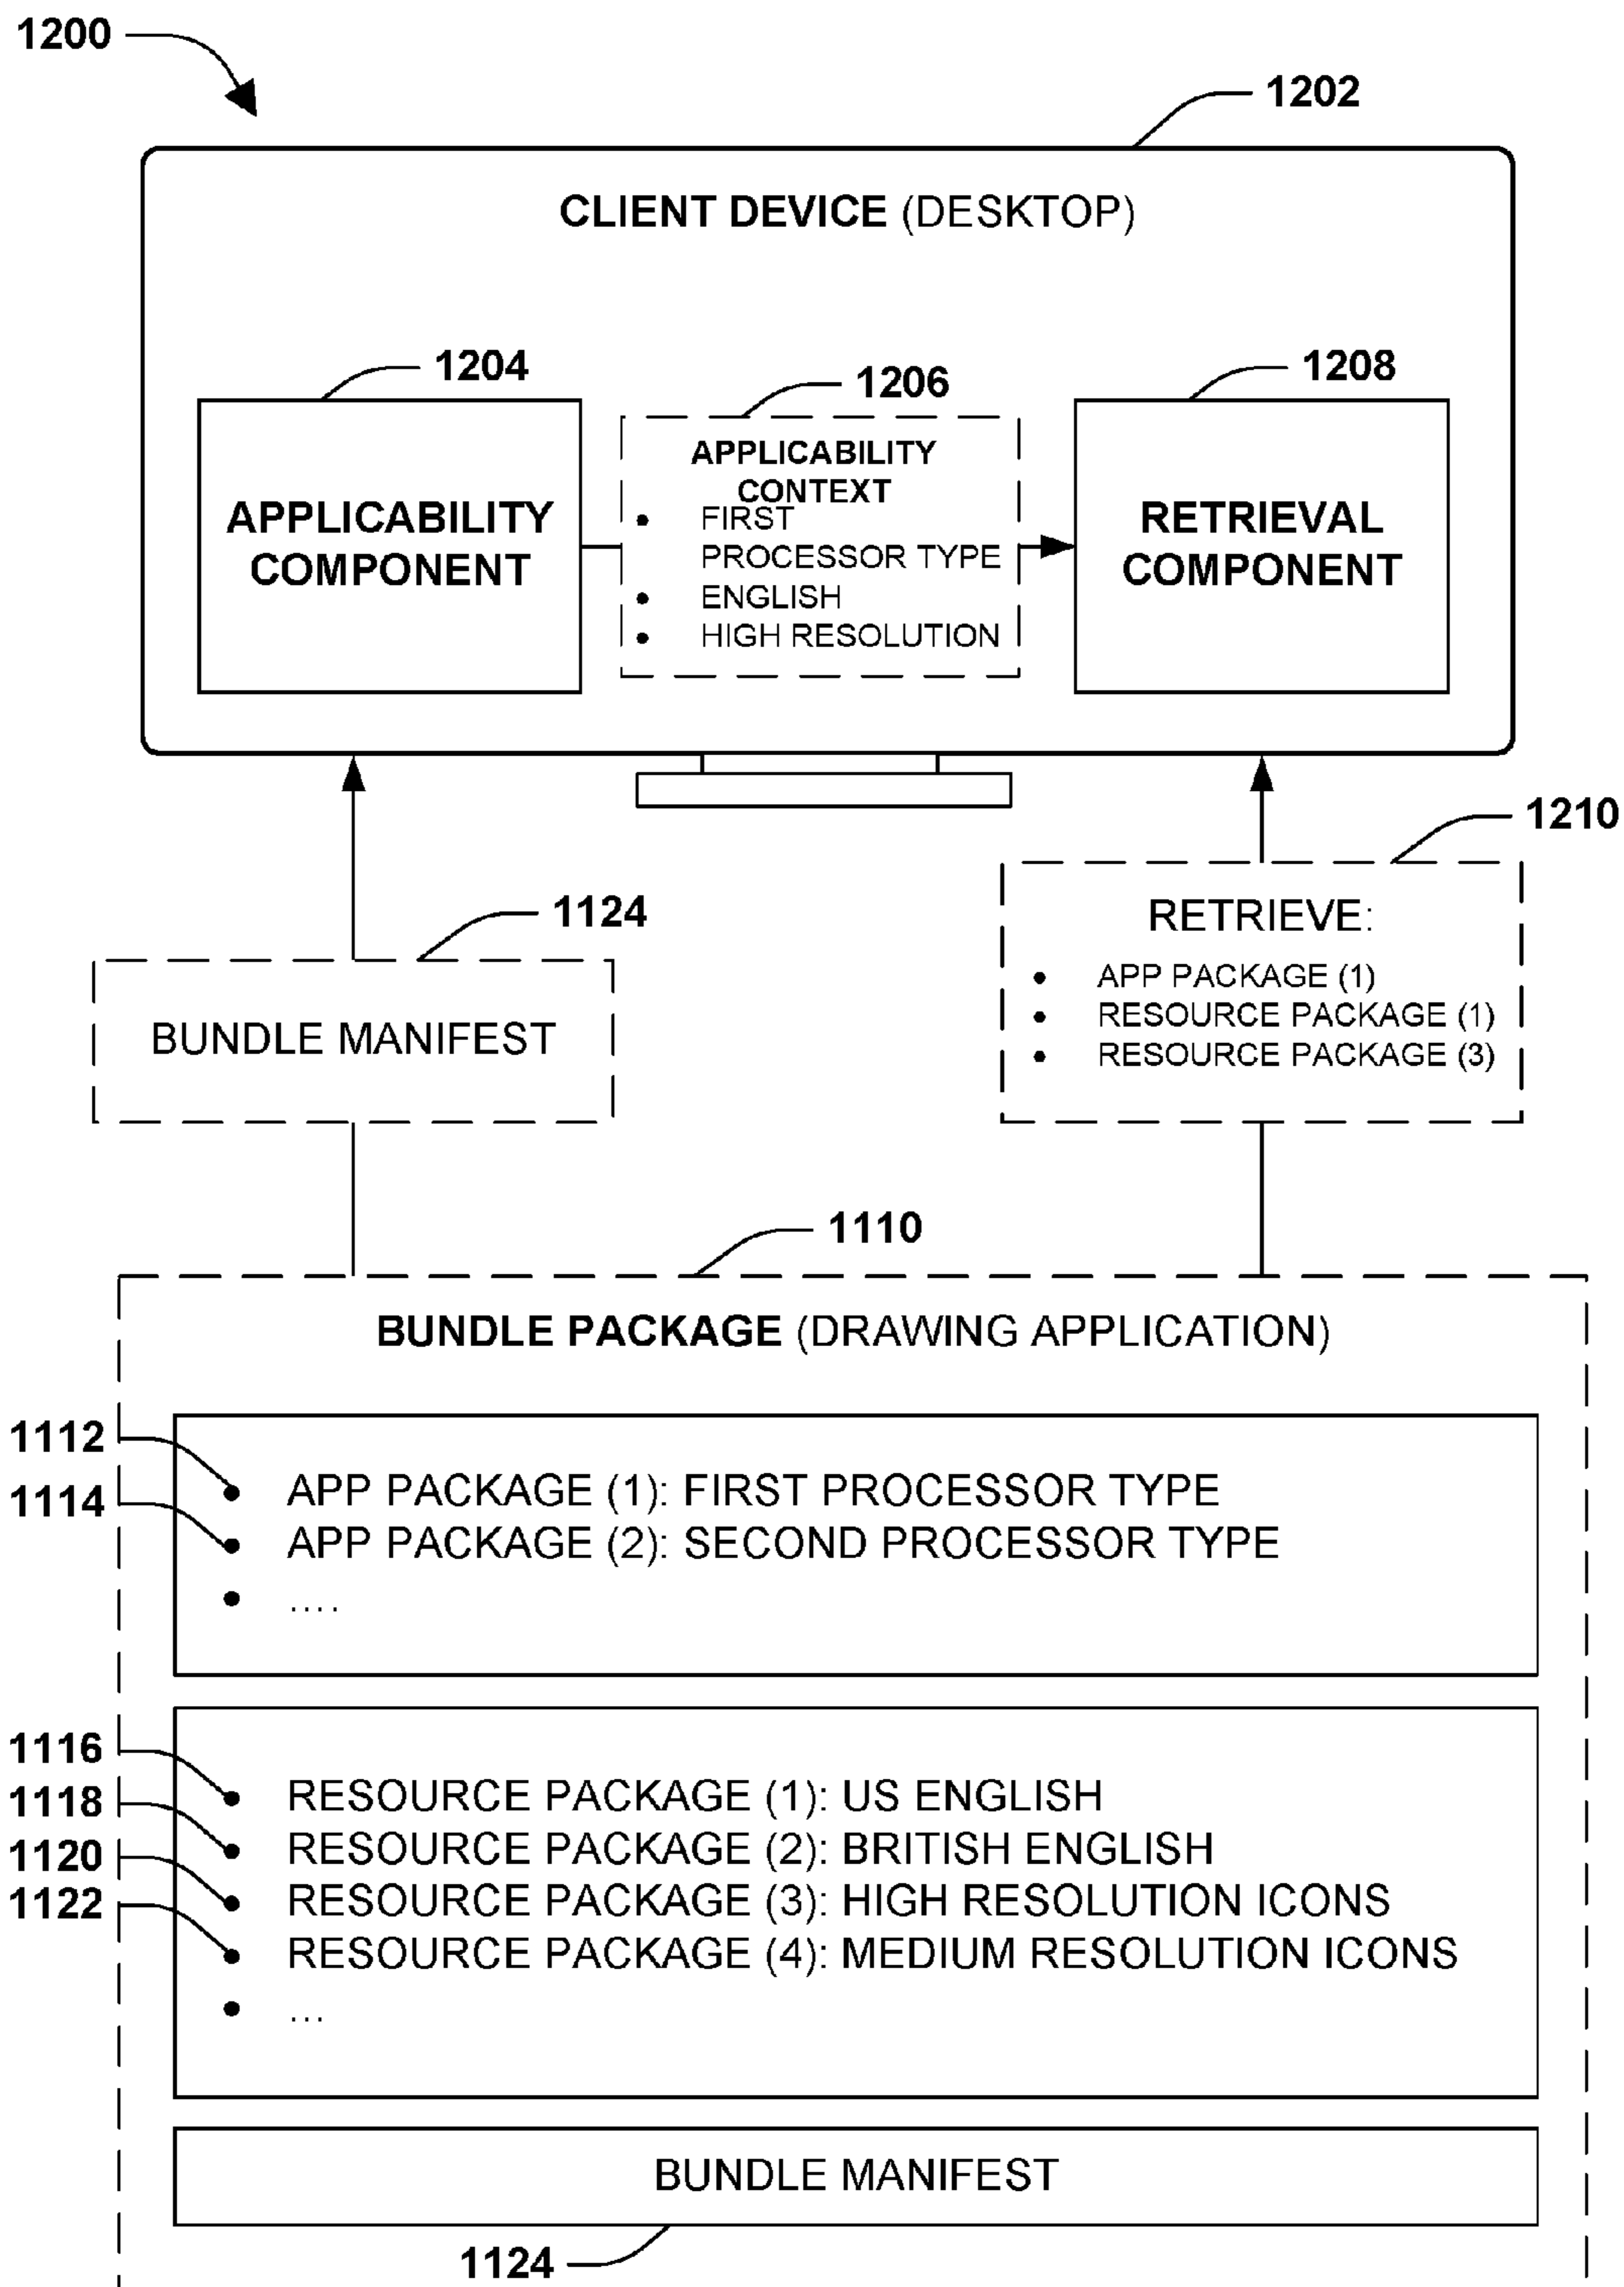 1200
1202
CLIENT DEVICE (DESKTOP)
1204
1206
1208
APPLICABILITY
COMPONENT
APPLICABILITY
CONTEXT
• FIRST
PROCESSOR TYPE
• ENGLISH
• HIGH RESOLUTION
RETRIEVAL
COMPONENT
1210
1124
BUNDLE MANIFEST
RETRIEVE:
• APP PACKAGE (1)
• RESOURCE PACKAGE (1)
• RESOURCE PACKAGE (3)
1110
BUNDLE PACKAGE (DRAWING APPLICATION)
1112
1114
• APP PACKAGE (1): FIRST PROCESSOR TYPE
• APP PACKAGE (2): SECOND PROCESSOR TYPE
• ....
1116
1118
1120
1122
• RESOURCE PACKAGE (1): US ENGLISH
• RESOURCE PACKAGE (2): BRITISH ENGLISH
• RESOURCE PACKAGE (3): HIGH RESOLUTION ICONS
• RESOURCE PACKAGE (4): MEDIUM RESOLUTION ICONS
• ...
BUNDLE MANIFEST
1124